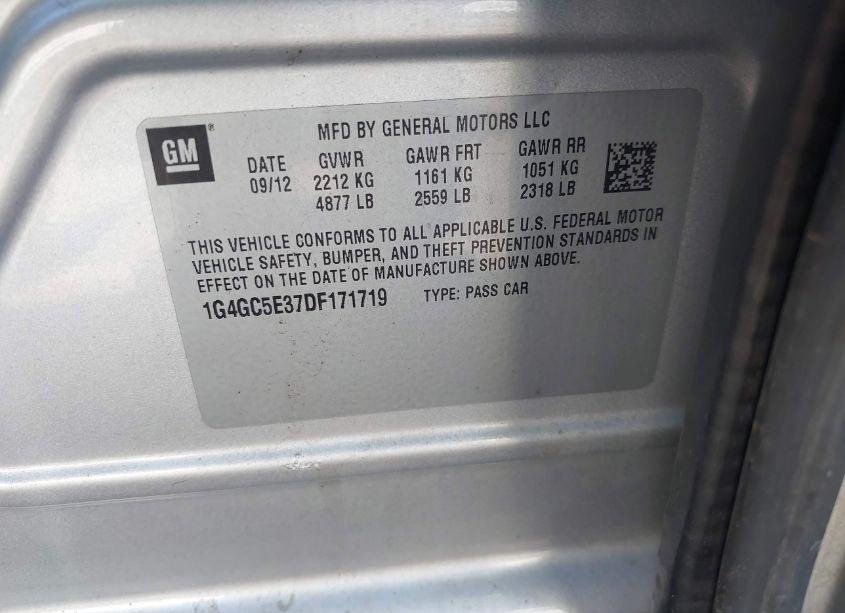 GM®
MFD BY GENERAL MOTORS LLC
DATE GVWR GAWR FRT GAWR RR
09/12 2212 KG 1161 KG 1051 KG
4877 LB 2559 LB 2318 LB
THIS VEHICLE CONFORMS TO ALL APPLICABLE U.S. FEDERAL MOTOR
VEHICLE SAFETY, BUMPER, AND THEFT PREVENTION STANDARDS IN
EFFECT ON THE DATE OF MANUFACTURE SHOWN ABOVE.
1G4GC5E37DF171719 TYPE: PASS CAR